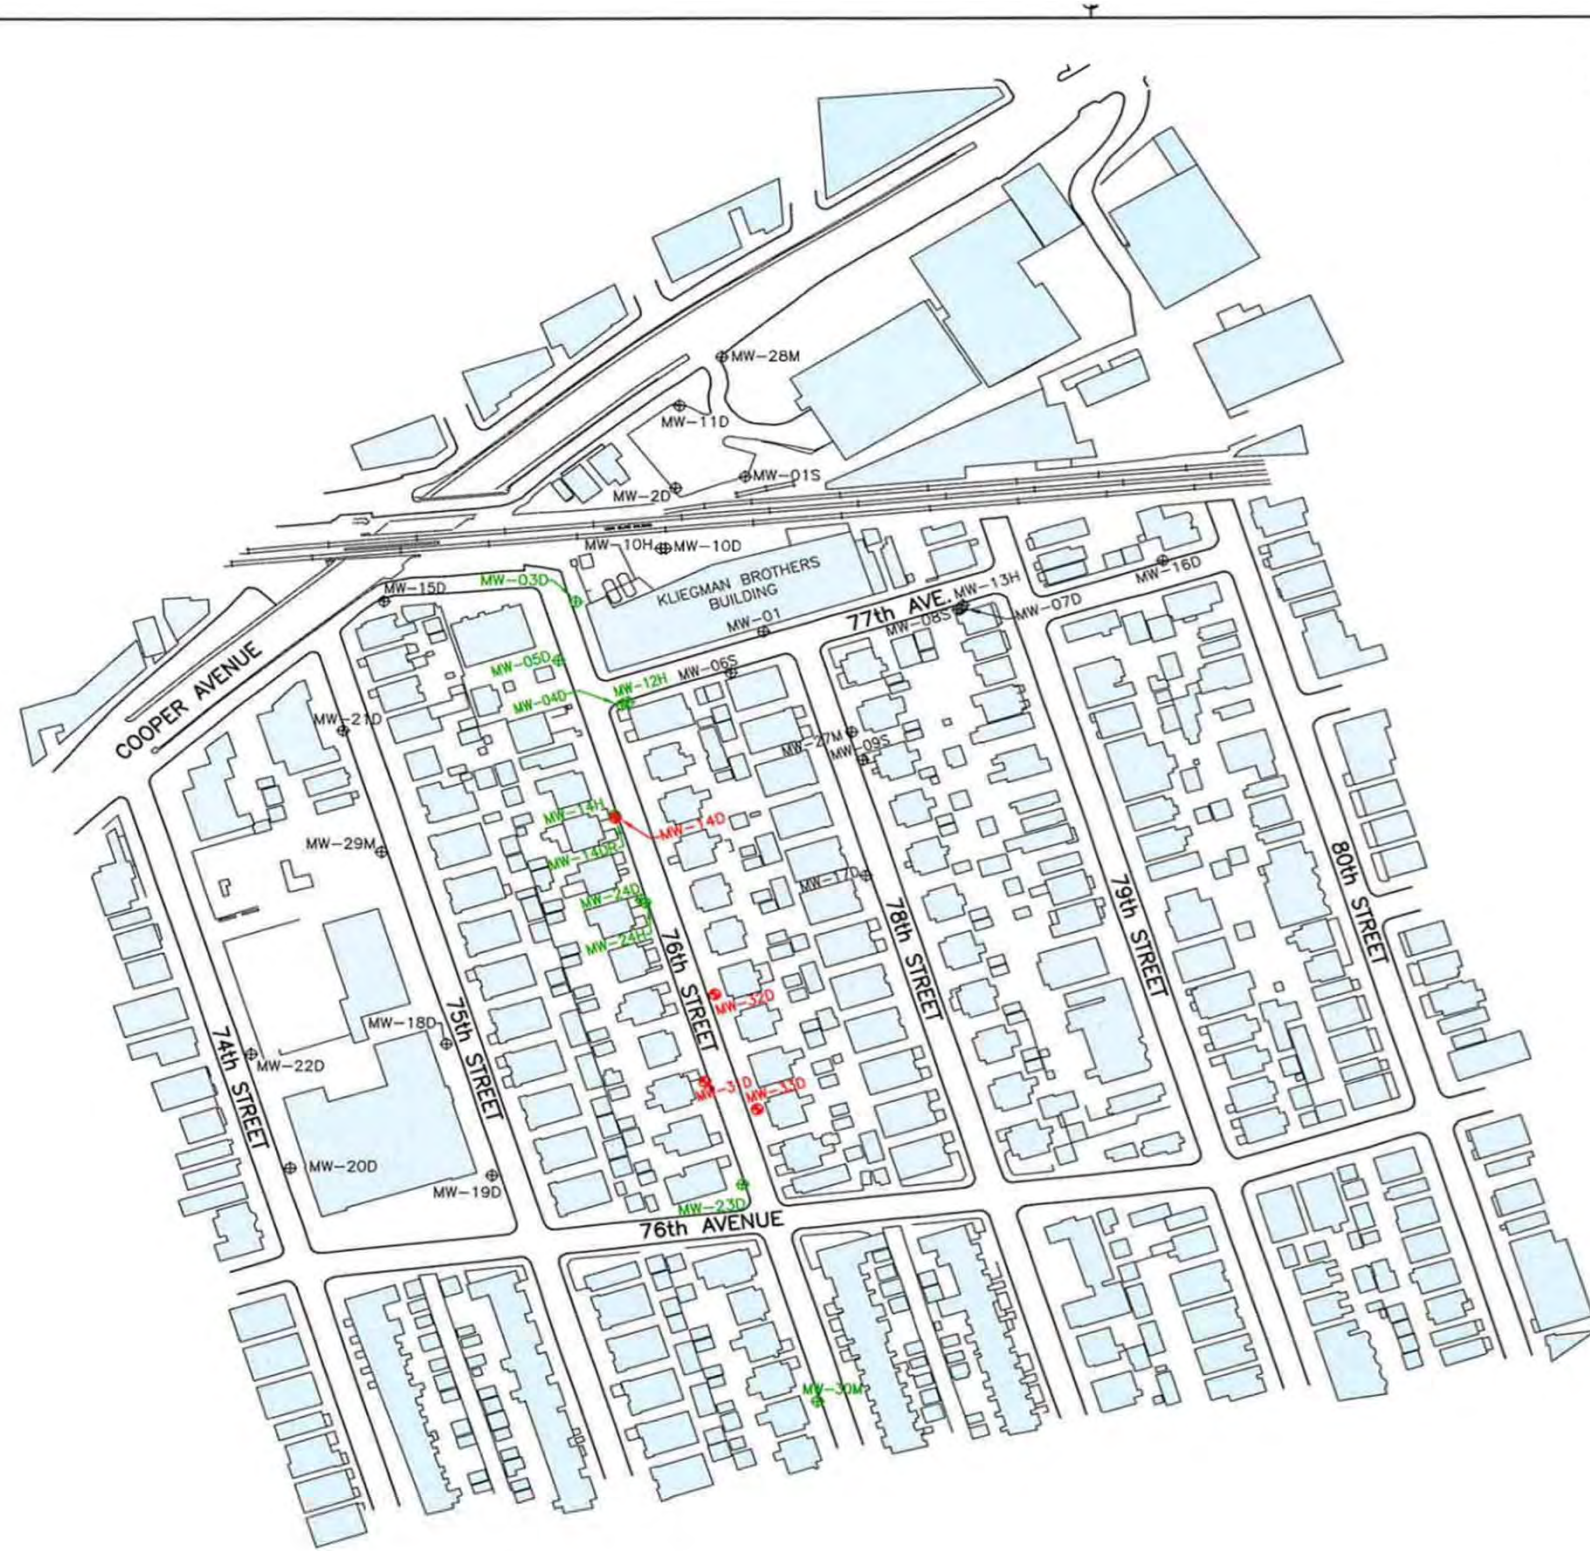 MW-28M
MW-11D
MW-01S
MW-2D
MW-10H
MW-10D
KLIEGMAN BROTHERS
BUILDING
MW-03D
MW-15D
MW-16D
MW-13H
MW-07D
MW-08S
77th AVE.
MW-01
MW-06S
MW-05D
MW-12H
MW-04D
COOPER AVENUE
MW-21D
MW-27M
MW-09S
MW-14H
MW-14D
MW-14DR
MW-29M
MW-17D
MW-24D
MW-24H
80th STREET
79th STREET
78th STREET
76th STREET
MW-32D
MW-18D
75th STREET
MW-22D
74th STREET
MW-31D
MW-33D
MW-20D
MW-19D
MW-23D
76th AVENUE
MW-30M